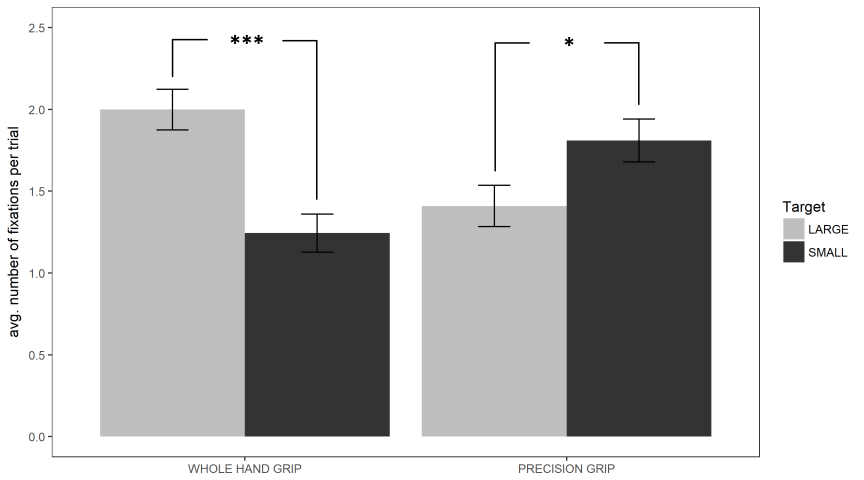 2.5
***
*
2.0
avg. number of fixations per trial
1.5
1.0
0.5
0.0
WHOLE HAND GRIP
PRECISION GRIP
Target
LARGE
SMALL